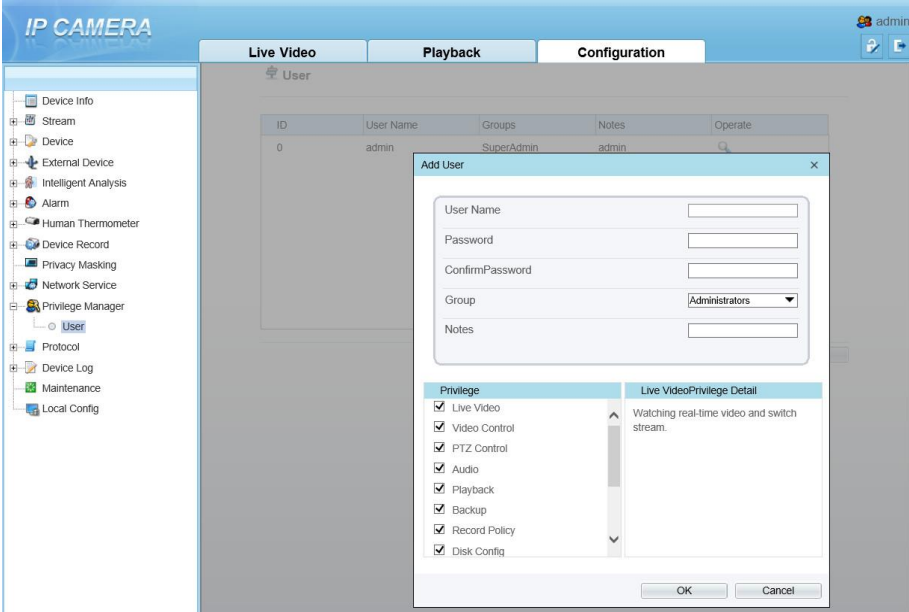 IP CAMERA
admin
Live Video
Playback
Configuration
Device Info
Stream
Device
External Device
Intelligent Analysis
Alarm
Human Thermometer
Device Record
Privacy Masking
Network Service
Privilege Manager
User
Protocol
Device Log
Maintenance
Local Config
User
ID User Name Groups Notes Operate
0 admin SuperAdmin admin
Add User
User Name
Password
ConfirmPassword
Group Administrators
Notes
Privilege
Live Video
Video Control
PTZ Control
Audio
Playback
Backup
Record Policy
Disk Config
Live VideoPrivilege Detail
Watching real-time video and switch
stream.
OK Cancel